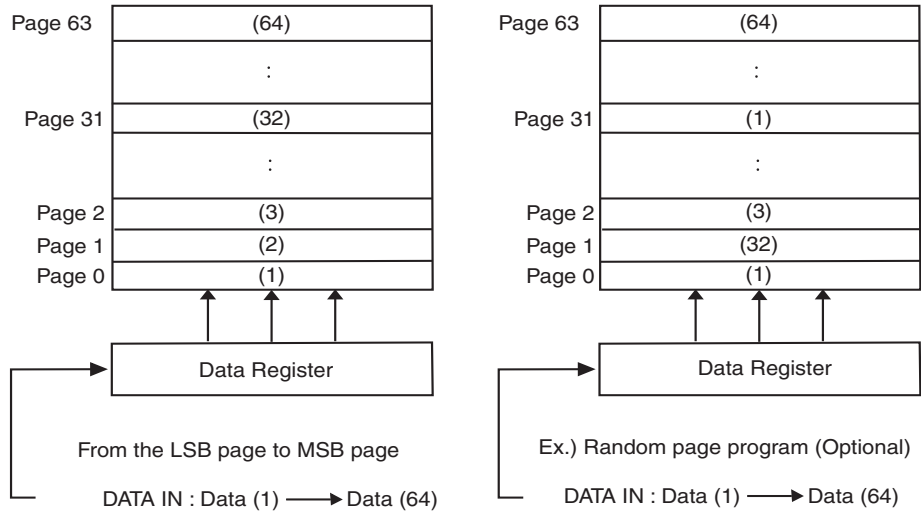 Page 63 (64)
:
Page 31 (32)
:
Page 2 (3)
Page 1 (2)
Page 0 (1)
Data Register
From the LSB page to MSB page
DATA IN : Data (1) Data (64)
Page 63 (64)
:
Page 31 (1)
:
Page 2 (3)
Page 1 (32)
Page 0 (1)
Data Register
Ex.) Random page program (Optional)
DATA IN : Data (1) Data (64)